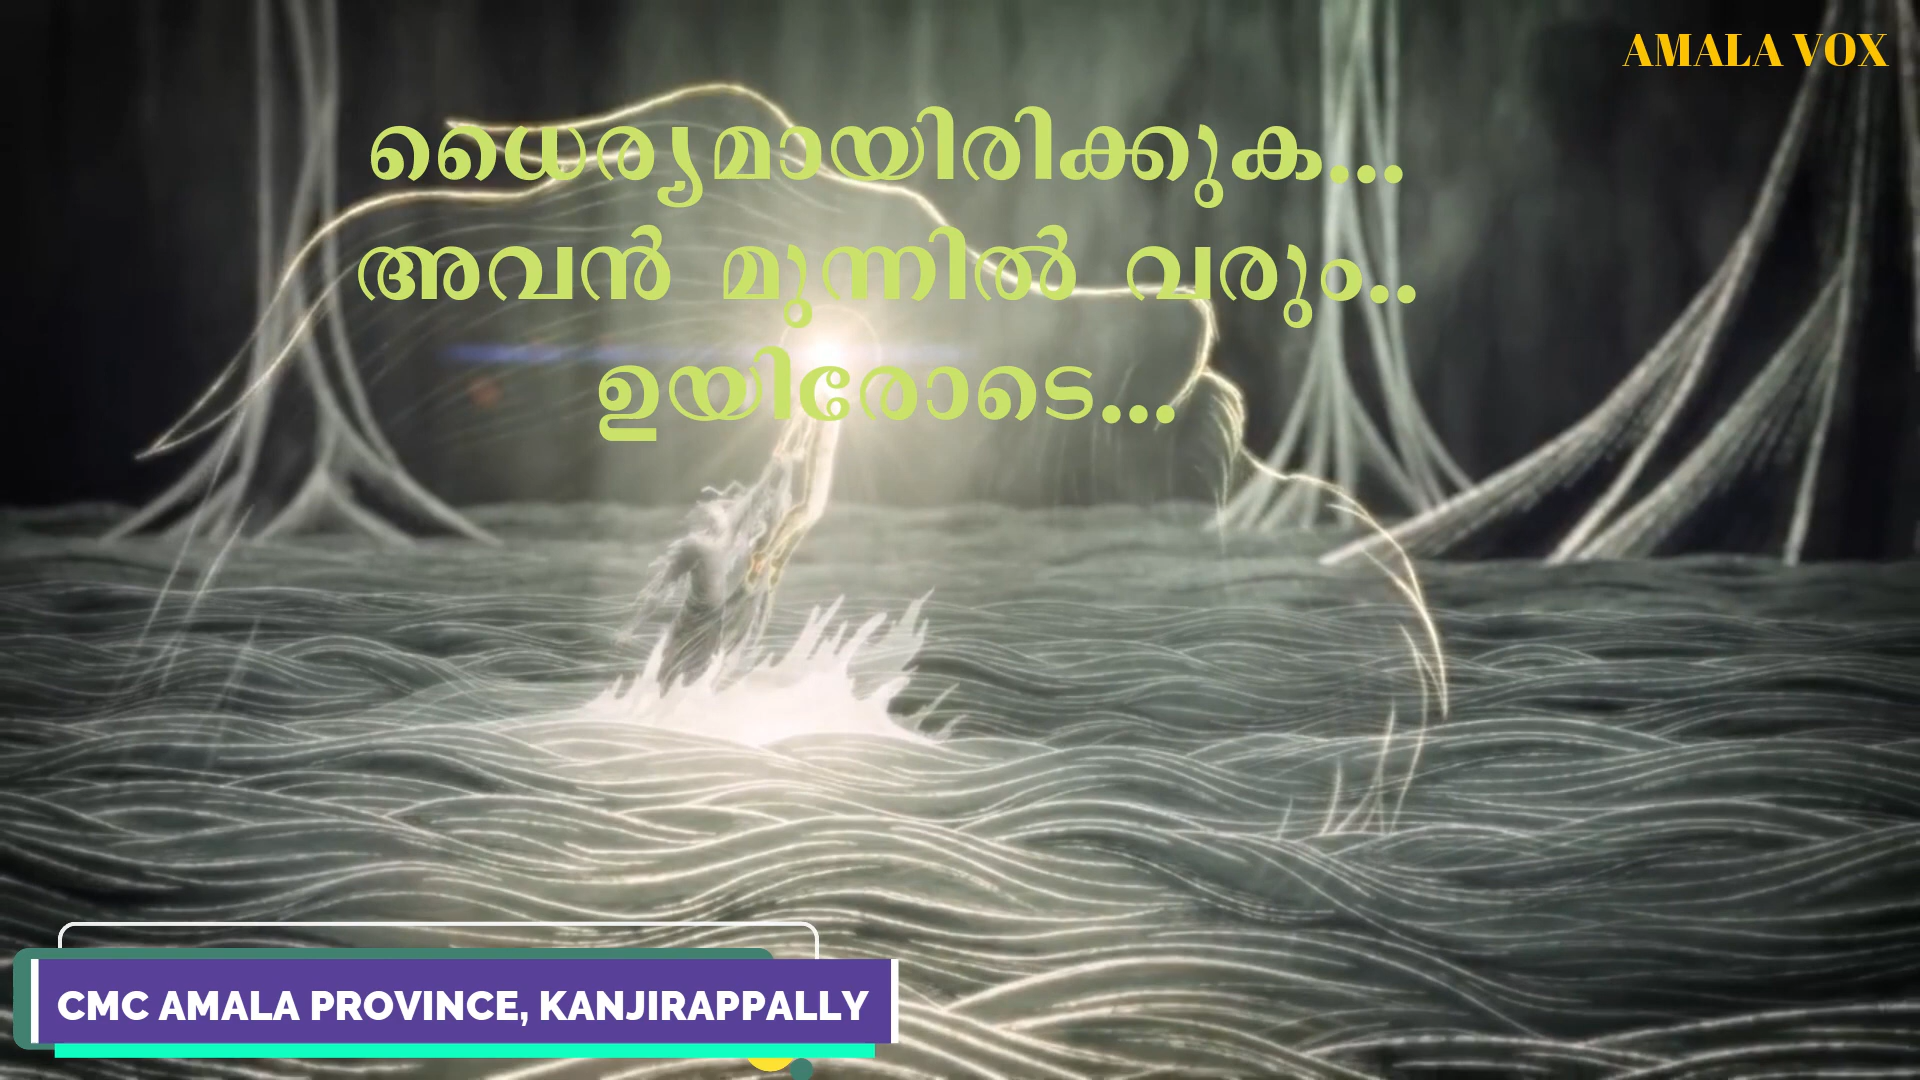 AMALA VOX
ധൈര്യമായിരിക്കുക...
അവൻ മുന്നിൽ വരും..
ഉയിരോടെ...
CMC AMALA PROVINCE, KANJIRAPPALLY